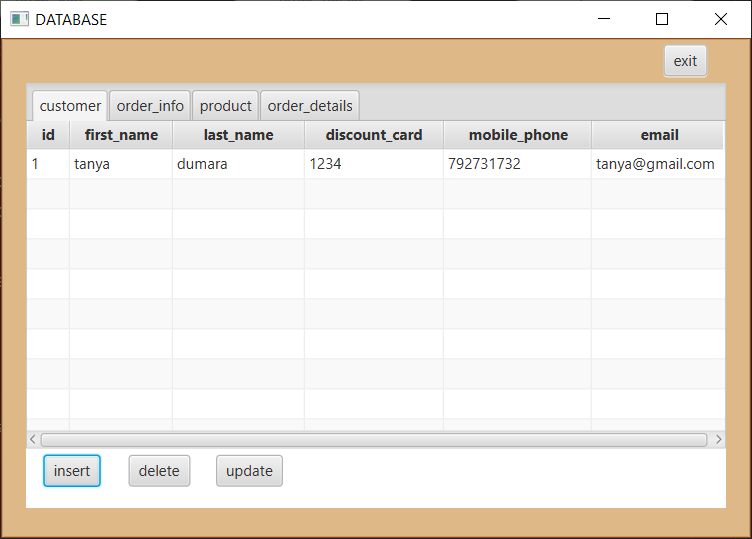 DATABASE
exit
customer order_info product order_details
id first_name last_name discount_card mobile_phone email
1 tanya dumara 1234 792731732 tanya@gmail.com
insert delete update